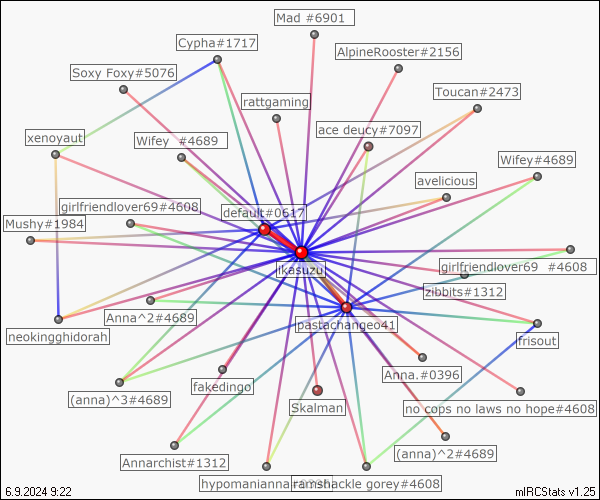 Mad #6901
Cypha#1717
AlpineRooster#2156
Soxy Foxy#5076
Toucan#2473
rattgaming
ace deucy#7097
xenoyaut
Wifey #4689
Wifey#4689
avelicious
girlfriendlover69#4608
default#0617
Mushy#1984
ikasuzu
girlfriendlover69 #4608
zibbits#1312
Anna^2#4689
pastachangeo41
neokingghidorah
frisout
Anna.#0396
fakedingo
(anna)^3#4689
Skalman
no cops no laws no hope#4608
(anna)^2#4689
Annarchist#1312
ramshackle gorey#4608
6.9.2024 9:22
mIRCStats v1.25